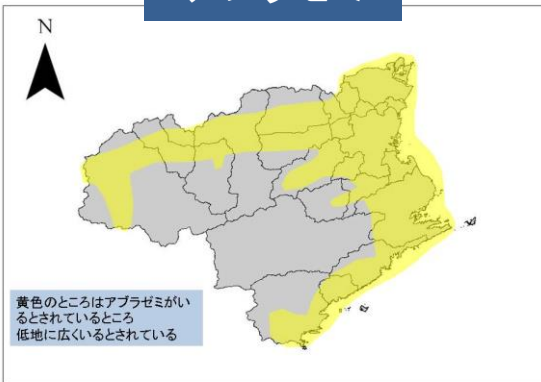 N
黄色のところはアブラゼミがい
るとされているところ
低地に広くいるとされている